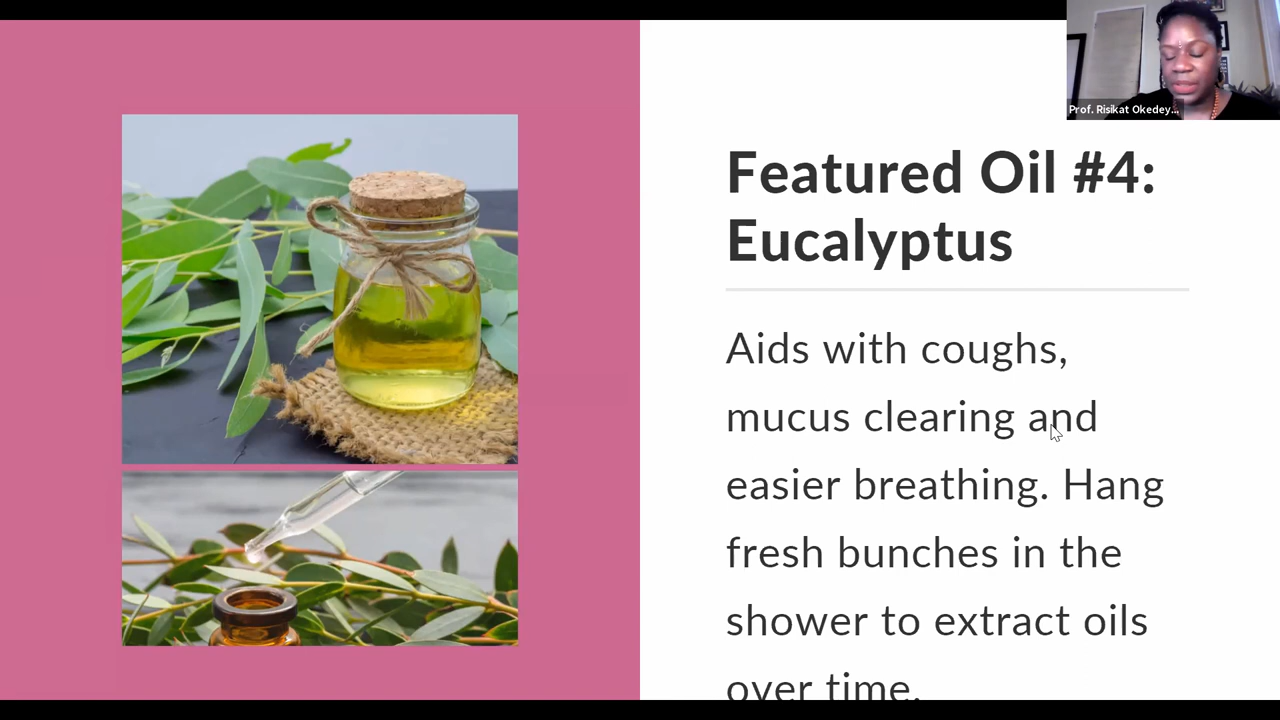 Prof. Risikat Okedey...
Featured Oil #4:
Eucalyptus
Aids with coughs,
mucus clearing and
easier breathing. Hang
fresh bunches in the
shower to extract oils
over time.